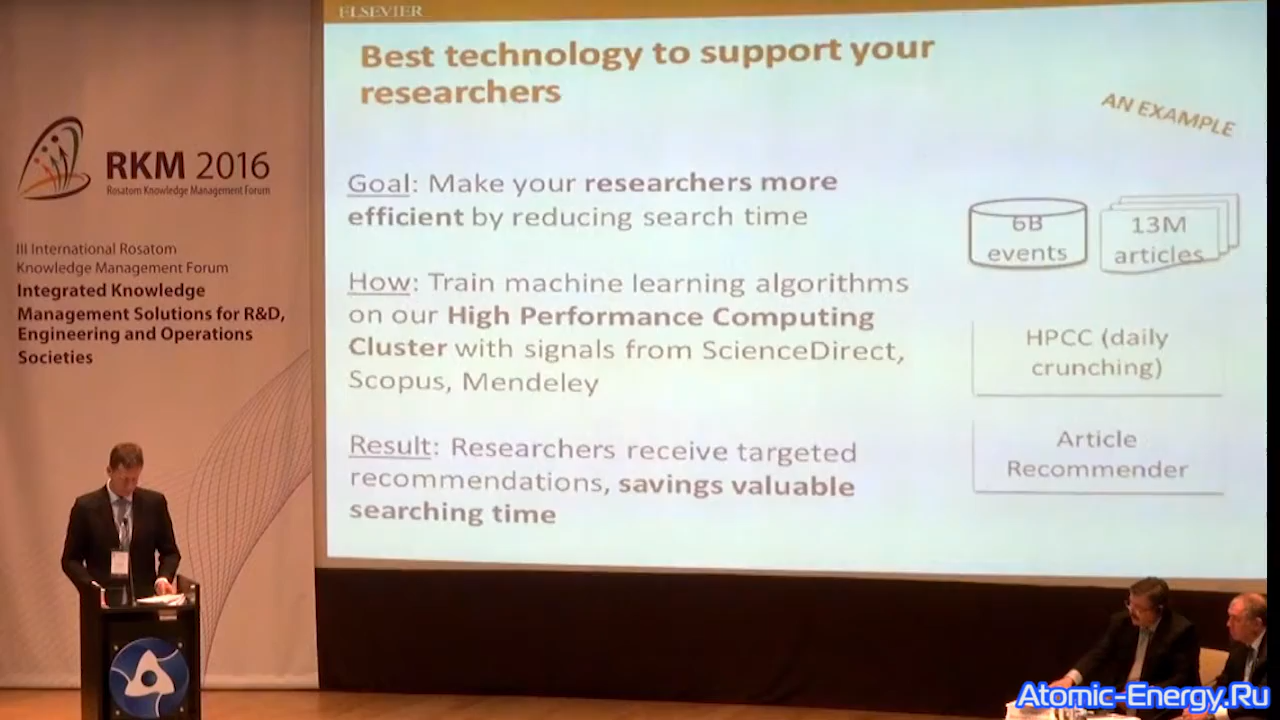 ELSEVIER
Best technology to support your
researchers
AN EXAMPLE
Goal: Make your researchers more
efficient by reducing search time
How: Train machine learning algorithms
on our High Performance Computing
Cluster with signals from ScienceDirect,
Scopus, Mendeley
Result: Researchers receive targeted
recommendations, savings valuable
searching time
6B
events
13M
articles
HPCC (daily
crunching)
Article
Recommender
RKM 2016
Rosatom Knowledge Management Forum
III International Rosatom
Knowledge Management Forum
Integrated Knowledge
Management Solutions for R&D,
Engineering and Operations
Societies
Atomic-Energy.Ru